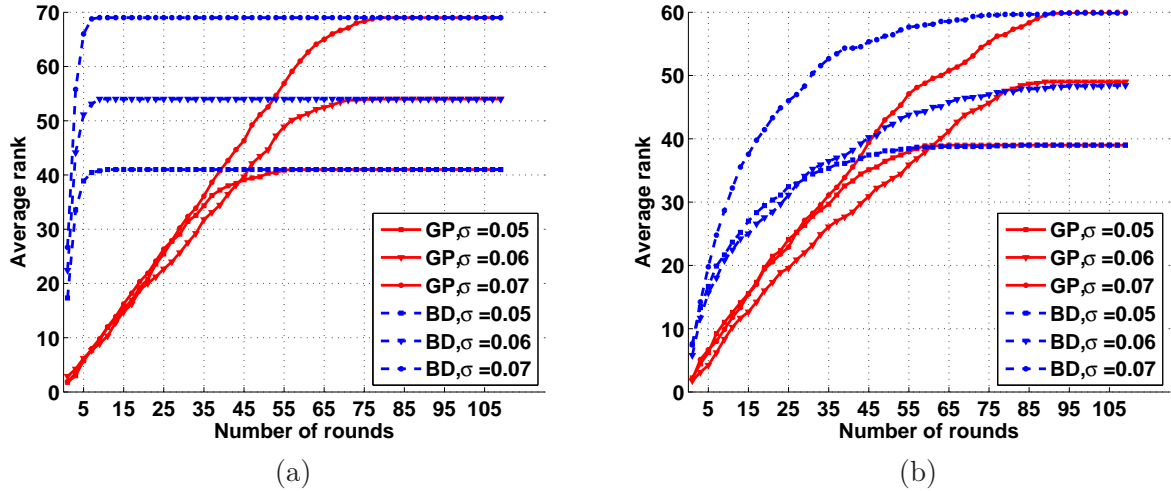 70
60
50
40
30
20
10
0
Average rank
5 15 25 35 45 55 65 75 85 95 105
Number of rounds
GP,σ =0.05
GP,σ =0.06
GP,σ =0.07
BD,σ =0.05
BD,σ =0.06
BD,σ =0.07
(a)
60
50
40
30
20
10
0
Average rank
5 15 25 35 45 55 65 75 85 95 105
Number of rounds
GP,σ =0.05
GP,σ =0.06
GP,σ =0.07
BD,σ =0.05
BD,σ =0.06
BD,σ =0.07
(b)